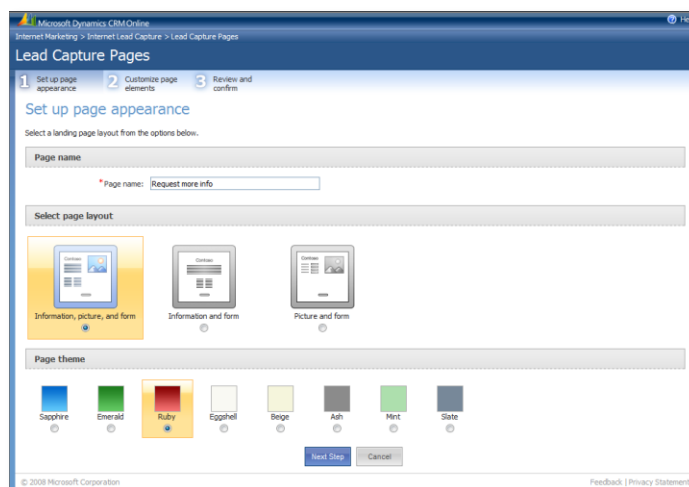 Microsoft Dynamics CRM Online
He
Internet Marketing > Internet Lead Capture > Lead Capture Pages
Lead Capture Pages
1 Set up page appearance
2 Customize page elements
3 Review and confirm
Set up page appearance
Select a landing page layout from the options below.
Page name
*Page name: Request more info
Select page layout
Contoso
Contoso
Contoso
Information, picture, and form
Information and form
Picture and form
Page theme
Sapphire Emerald Ruby Eggshell Beige Ash Mint Slate
Next Step Cancel
© 2008 Microsoft Corporation
Feedback | Privacy Statement